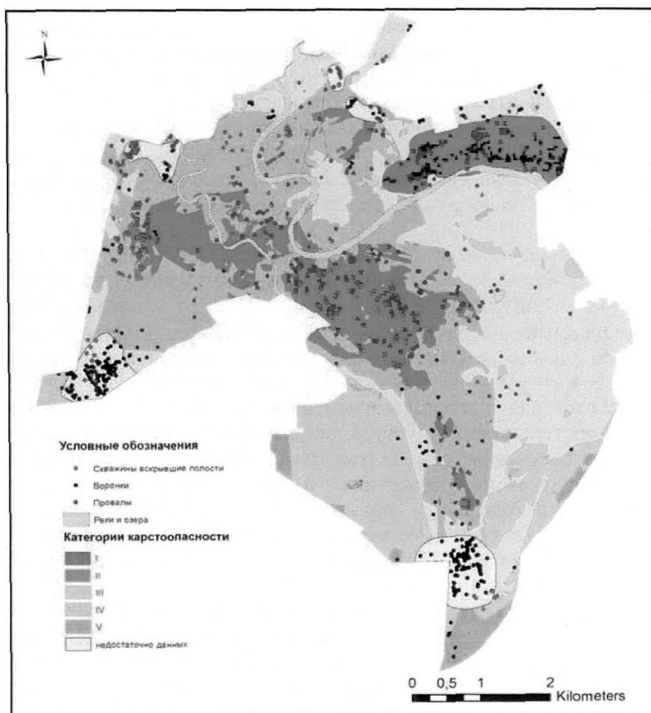 N
Условные обозначения
Скважины вскрывшие полости
Воронки
Провалы
Реки и озера
Категории карстоопасности
I
II
III
IV
V
недостаточно данных
0 0,5 1 2
Kilometers